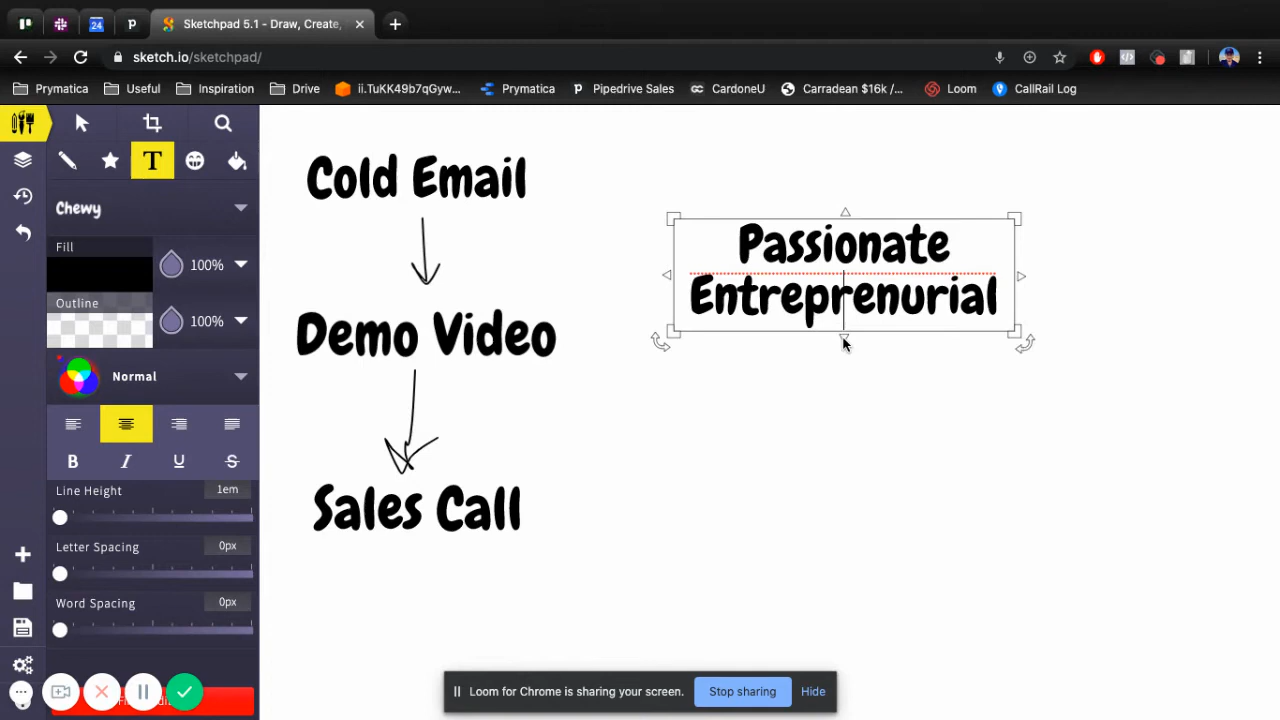 24
Sketchpad 5.1 - Draw, Create,
sketch.io/sketchpad/
Prymatica
Useful
Inspiration
Drive
ii.TuKK49b7qGyw...
Prymatica
Pipedrive Sales
CardoneU
Carradean $16k /...
Loom
CallRail Log
T
Chewy
Fill
100%
Outline
100%
Normal
B I U S
Line Height 1em
Letter Spacing 0px
Word Spacing 0px
Cold Email
Demo Video
Sales Call
Passionate
Entreprenurial
Loom for Chrome is sharing your screen.
Stop sharing
Hide